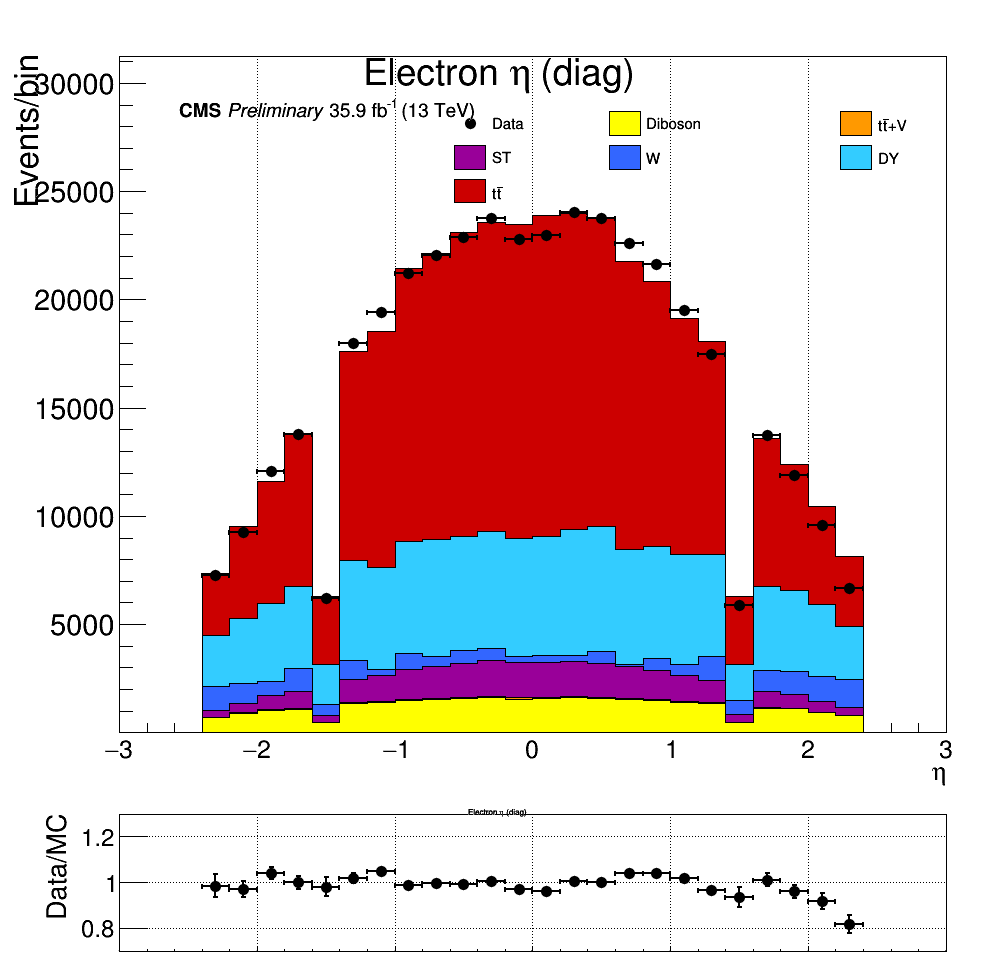 Electron η (diag)
Events/bin
CMS Preliminary 35.9 fb⁻¹ (13 TeV)
Data
Diboson
tt̄+V
ST
W
DY
tt̄
30000
25000
20000
15000
10000
5000
−3
−2
−1
0
1
2
3
η
Electron η (diag)
Data/MC
1.2
1
0.8